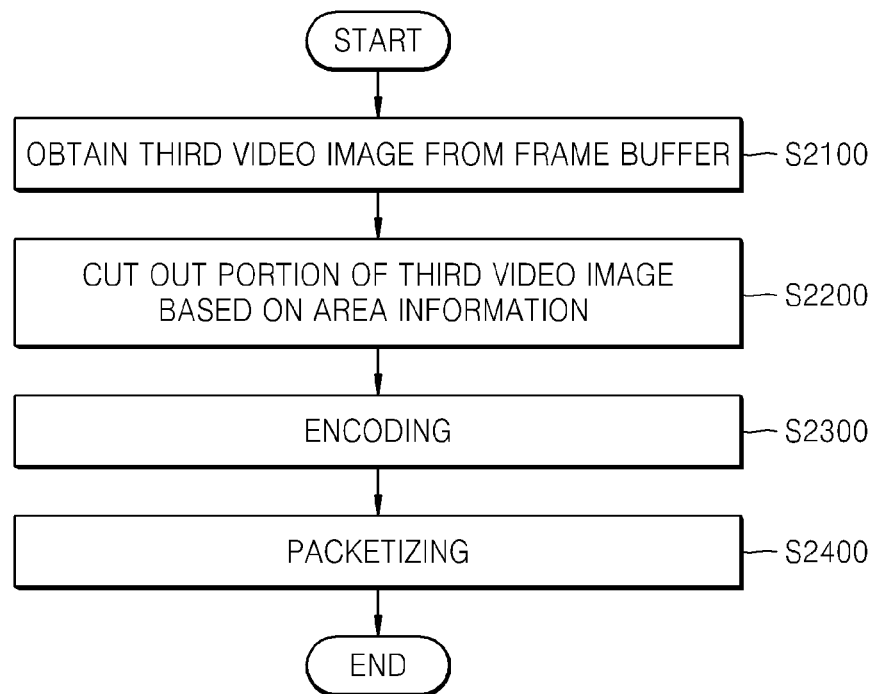 START
OBTAIN THIRD VIDEO IMAGE FROM FRAME BUFFER
S2100
CUT OUT PORTION OF THIRD VIDEO IMAGE
BASED ON AREA INFORMATION
S2200
ENCODING
S2300
PACKETIZING
S2400
END